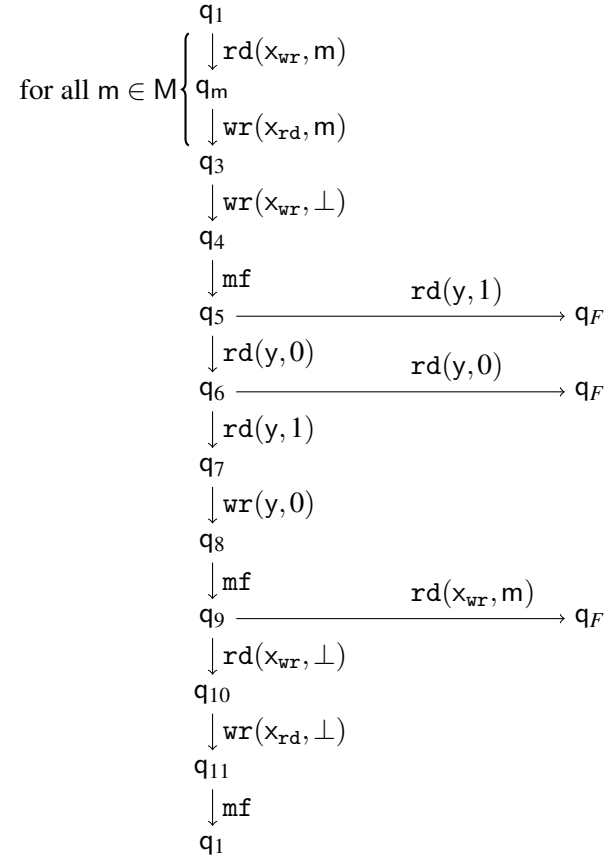 q₁
rd(x_wr, m)
for all m ∈ M { q_m
wr(x_rd, m)
q₃
wr(x_wr, ⊥)
q₄
mf
rd(y, 1)
q₅ q_F
rd(y, 0)
rd(y, 0)
q₆ q_F
rd(y, 1)
q₇
wr(y, 0)
q₈
mf
rd(x_wr, m)
q₉ q_F
rd(x_wr, ⊥)
q₁₀
wr(x_rd, ⊥)
q₁₁
mf
q₁